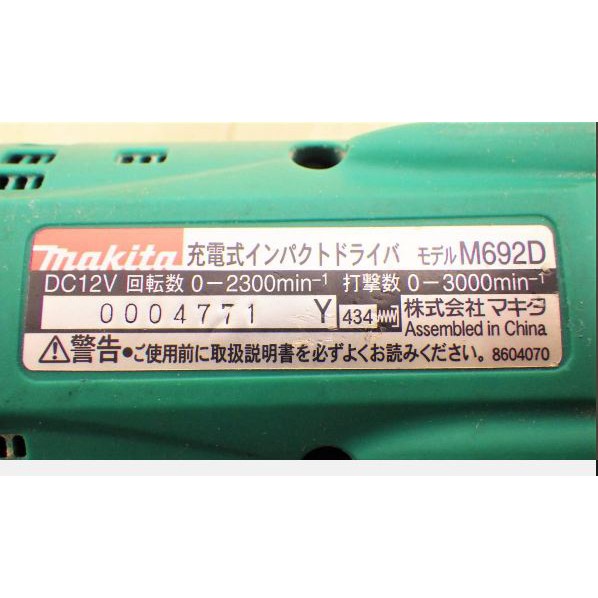 makita 充電式インパクトドライバ モデルM692D
DC12V 回転数 0-2300min-1 打撃数 0-3000min-1
0004771 Y 434 株式会社 マキタ
Assembled in China
⚠警告●ご使用前に取扱説明書を必ずよくお読みください。 8604070